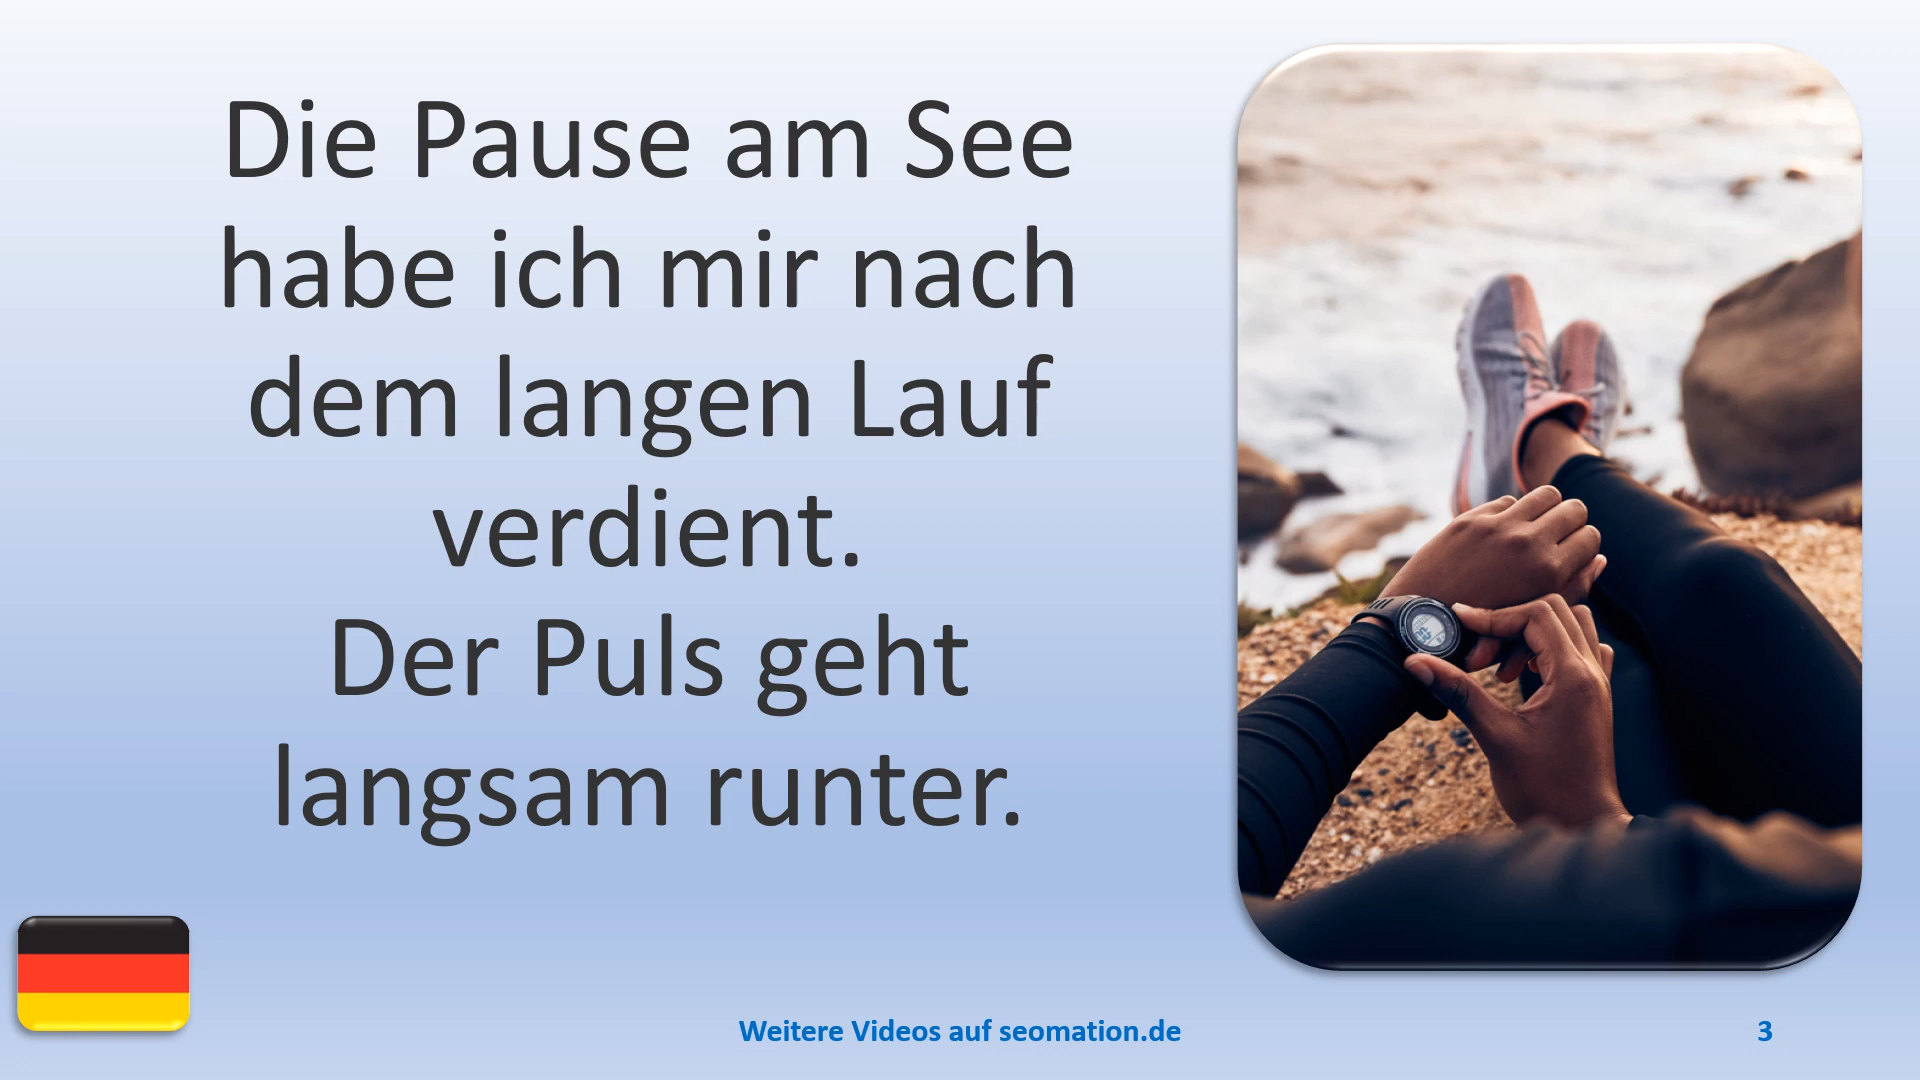 Die Pause am See
habe ich mir nach
dem langen Lauf
verdient.
Der Puls geht
langsam runter.
Weitere Videos auf seomation.de
3